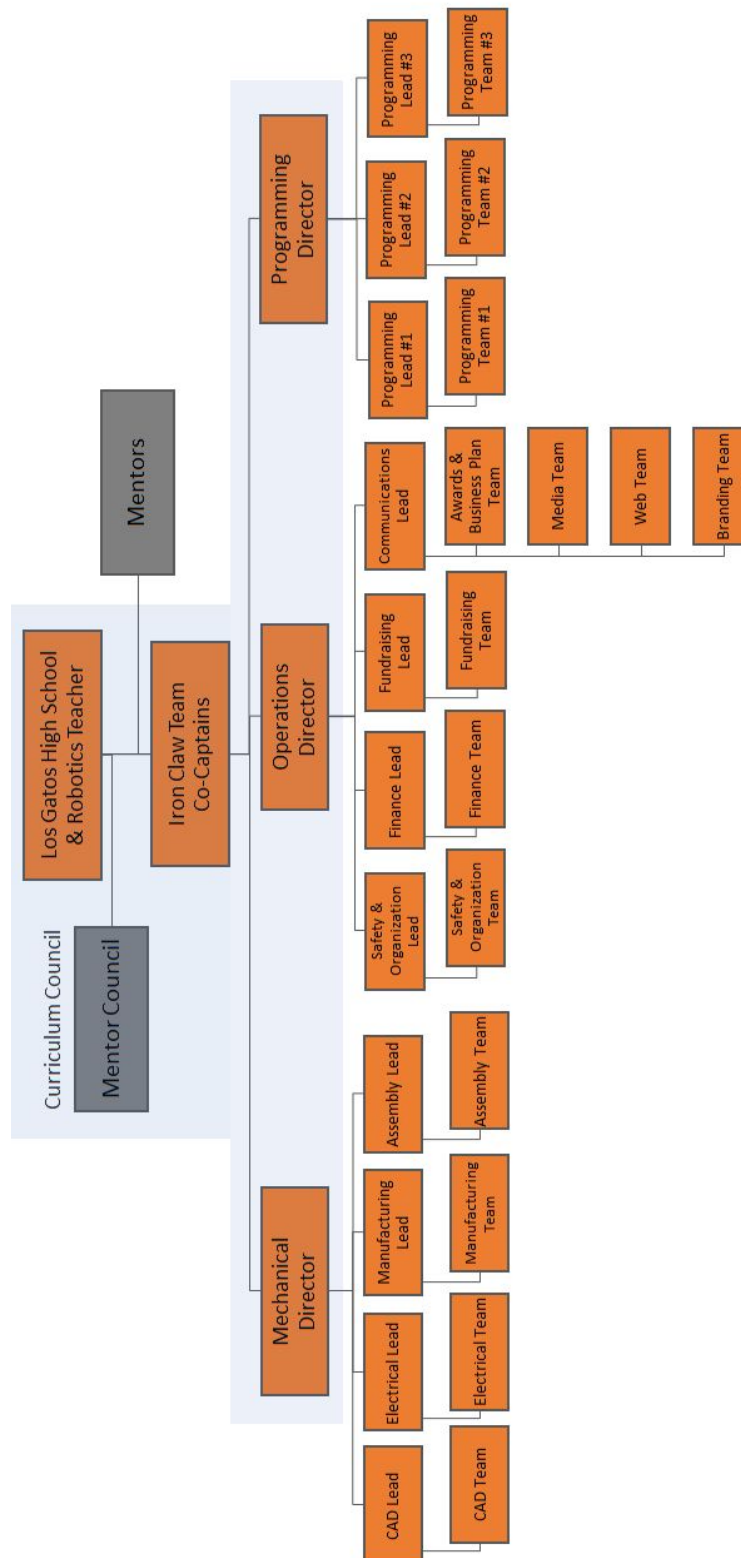 Curriculum Council
Los Gatos High School
& Robotics Teacher
Mentor Council
Mentors
Iron Claw Team
Co-Captains
Mechanical
Director
Operations
Director
Programming
Director
CAD Lead
Electrical Lead
Manufacturing
Lead
Assembly Lead
Safety &
Organization
Lead
Finance Lead
Fundraising
Lead
Communications
Lead
Programming
Lead #1
Programming
Lead #2
Programming
Lead #3
CAD Team
Electrical Team
Manufacturing
Team
Assembly Team
Safety &
Organization
Team
Finance Team
Fundraising
Team
Awards &
Business Plan
Team
Programming
Team #1
Programming
Team #2
Programming
Team #3
Media Team
Web Team
Branding Team